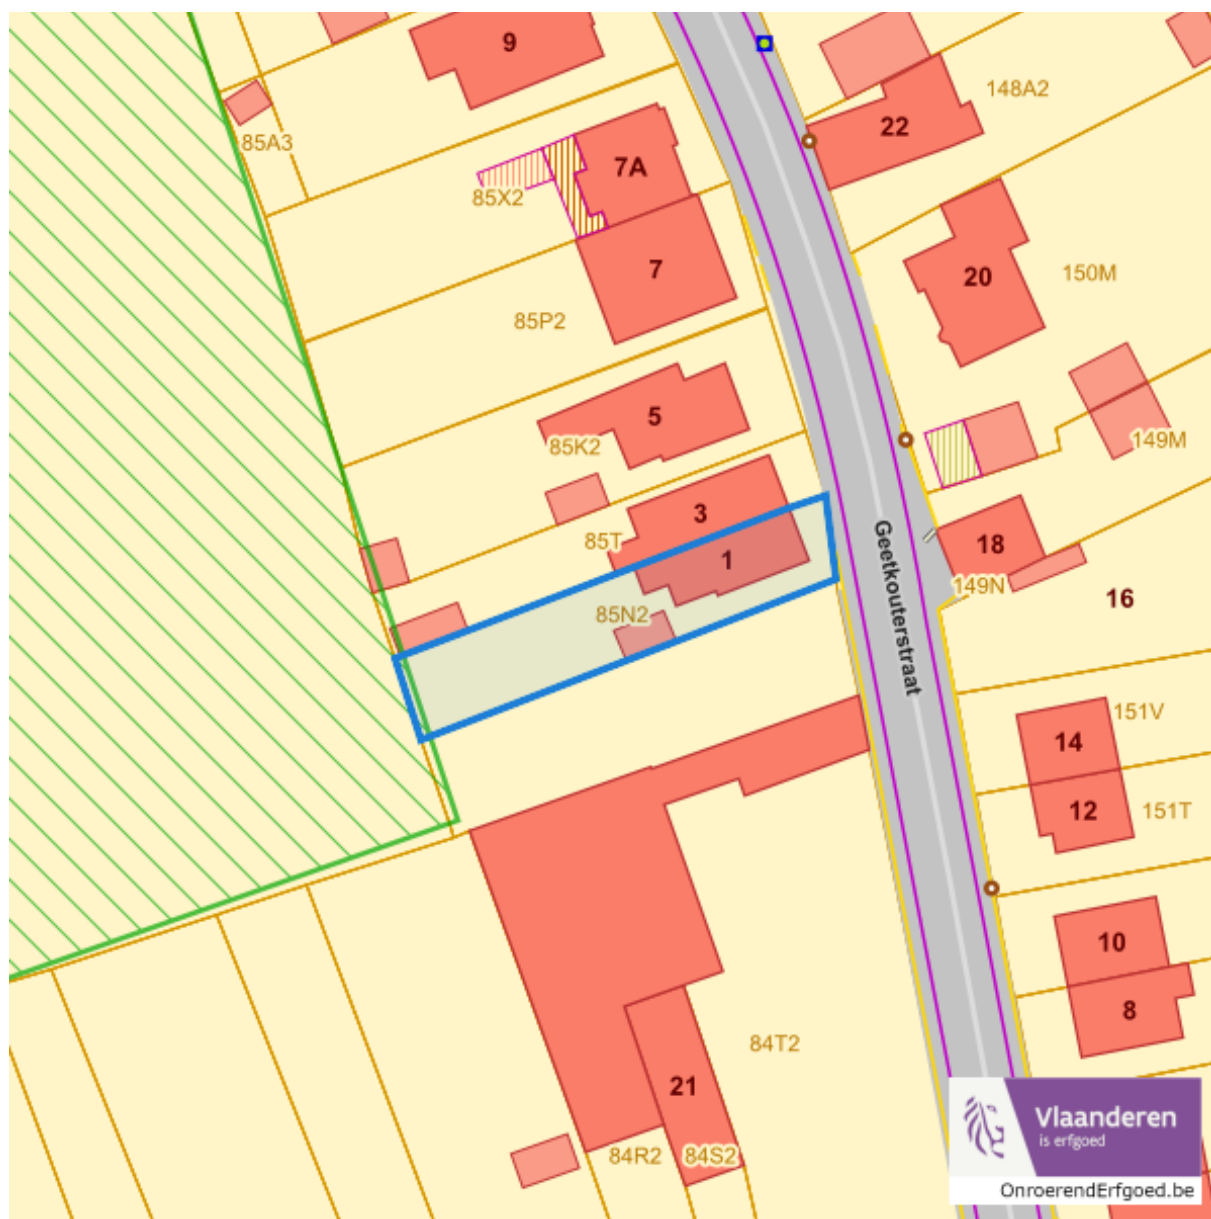 9
148A2
22
85A3
7A
85X2
20
150M
7
85P2
5
85K2
149M
3
85T
18
1
149N
16
85N2
Geetkouterstraat
151V
14
12
151T
10
8
84T2
21
84R2
84S2
Vlaanderen
is erfgoed
OnroerendErfgoed.be